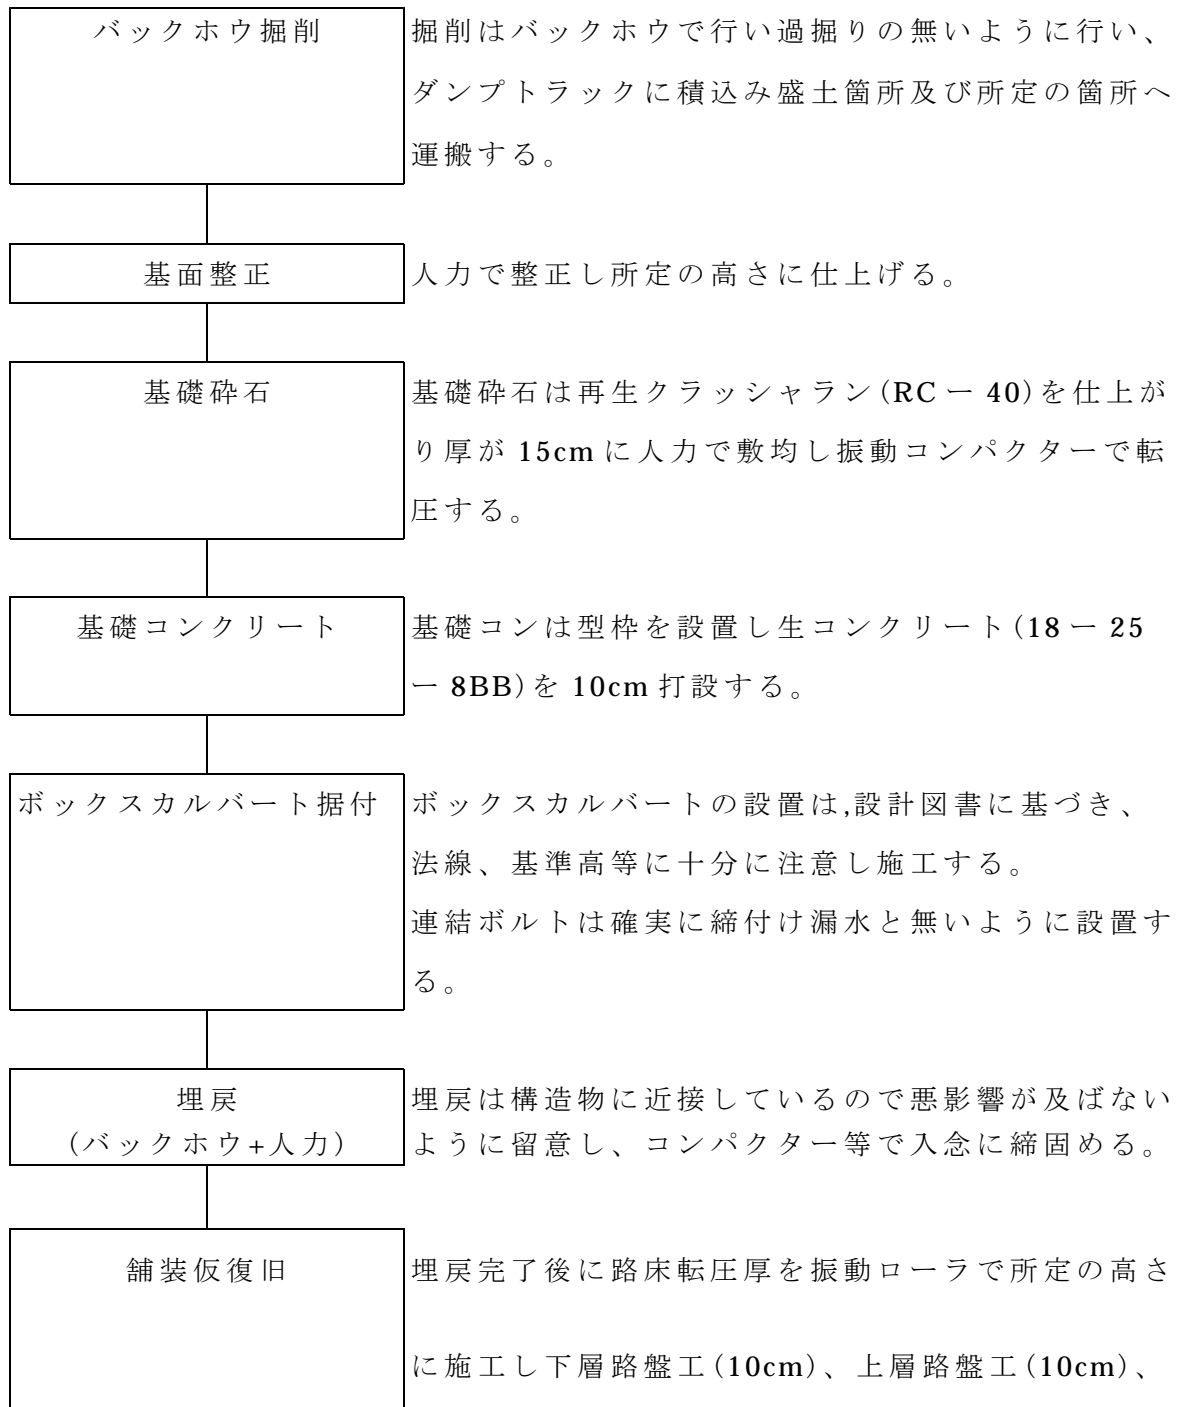 バックホウ掘削
掘削はバックホウで行い過掘りの無いように行い、
ダンプトラックに積込み盛土箇所及び所定の箇所へ
運搬する。
基面整正
人力で整正し所定の高さに仕上げる。
基礎砕石
基礎砕石は再生クラッシャラン(RCー40)を仕上が
り厚が15cmに人力で敷均し振動コンパクターで転
圧する。
基礎コンクリート
基礎コンは型枠を設置し生コンクリート(18ー25
ー8BB)を10cm打設する。
ボックスカルバート据付
ボックスカルバートの設置は,設計図書に基づき、
法線、基準高等に十分に注意し施工する。
連結ボルトは確実に締付け漏水と無いように設置す
る。
埋戻
(バックホウ+人力)
埋戻は構造物に近接しているので悪影響が及ばない
ように留意し、コンパクター等で入念に締固める。
舗装仮復旧
埋戻完了後に路床転圧厚を振動ローラで所定の高さ
に施工し下層路盤工(10cm)、上層路盤工(10cm)、